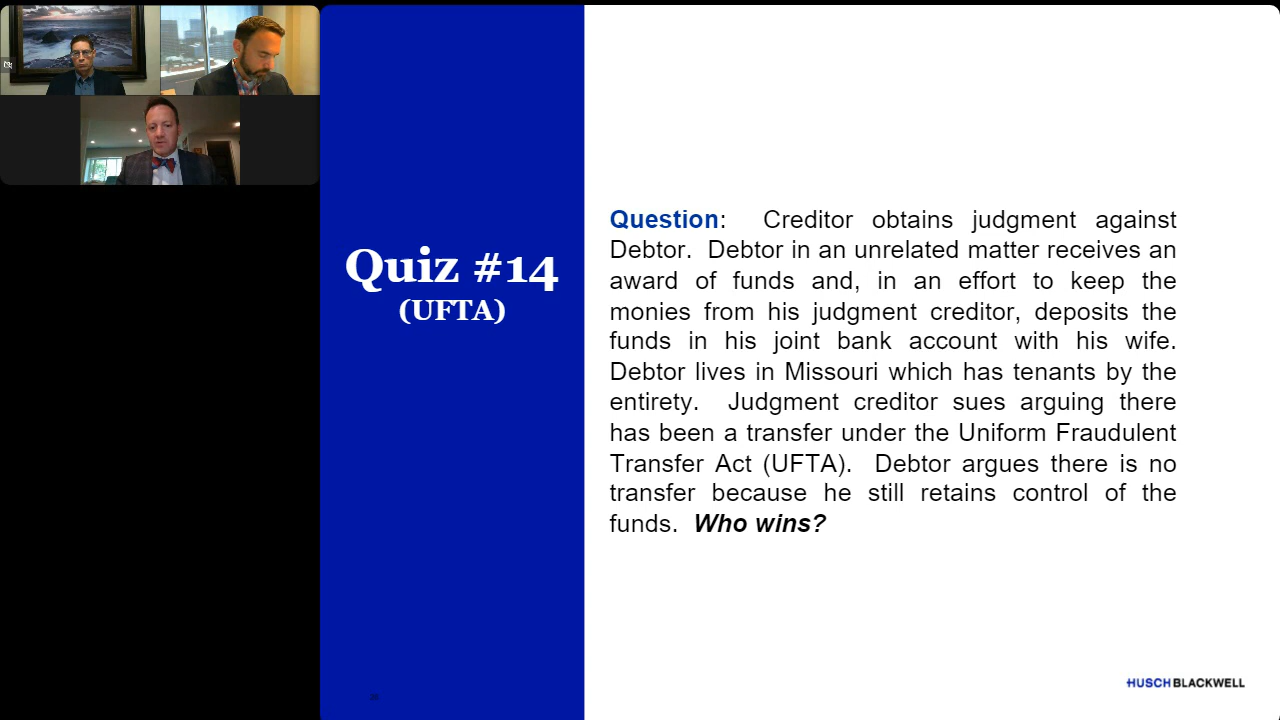 Quiz #14
(UFTA)
Question: Creditor obtains judgment against
Debtor. Debtor in an unrelated matter receives an
award of funds and, in an effort to keep the
monies from his judgment creditor, deposits the
funds in his joint bank account with his wife.
Debtor lives in Missouri which has tenants by the
entirety. Judgment creditor sues arguing there
has been a transfer under the Uniform Fraudulent
Transfer Act (UFTA). Debtor argues there is no
transfer because he still retains control of the
funds. Who wins?
HUSCH BLACKWELL